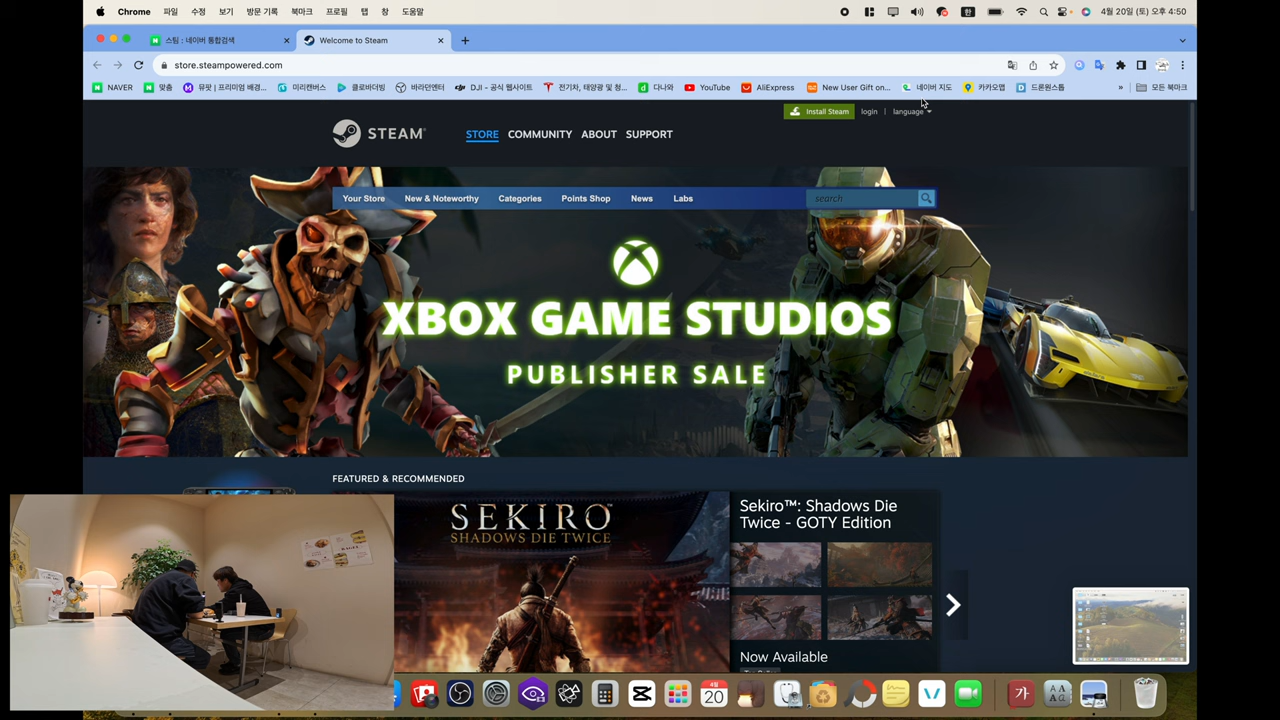 Chrome 파일 수정 보기 방문 기록 북마크 프로필 탭 창 도움말 한 4월 20일 (토) 오후 4:50
스팀 : 네이버 통합검색 Welcome to Steam
store.steampowered.com
NAVER 맞춤 뮤팟 | 프리미엄 배경... 미리캔버스 클로바더빙 바라던엔터 DJI - 공식 웹사이트 전기차, 태양광 및 청... 다나와 YouTube AliExpress New User Gift on... 네이버 지도 카카오맵 드론원스톱 » 모든 북마크
Install Steam login | language
STEAM® STORE COMMUNITY ABOUT SUPPORT
Your Store New & Noteworthy Categories Points Shop News Labs search
XBOX GAME STUDIOS
PUBLISHER SALE
FEATURED & RECOMMENDED
SEKIRO™
SHADOWS DIE TWICE
Sekiro™: Shadows Die
Twice - GOTY Edition
Now Available
4월
20
가